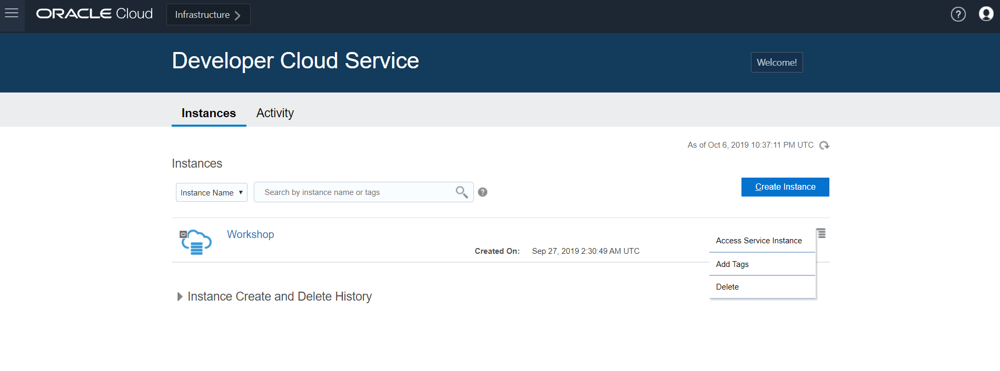 ORACLE Cloud
Infrastructure
Developer Cloud Service
Welcome!
Instances
Activity
As of Oct 6, 2019 10:37:11 PM UTC
Instances
Instance Name
Search by instance name or tags
Create Instance
Workshop
Created On: Sep 27, 2019 2:30:49 AM UTC
Access Service Instance
Add Tags
Delete
Instance Create and Delete History